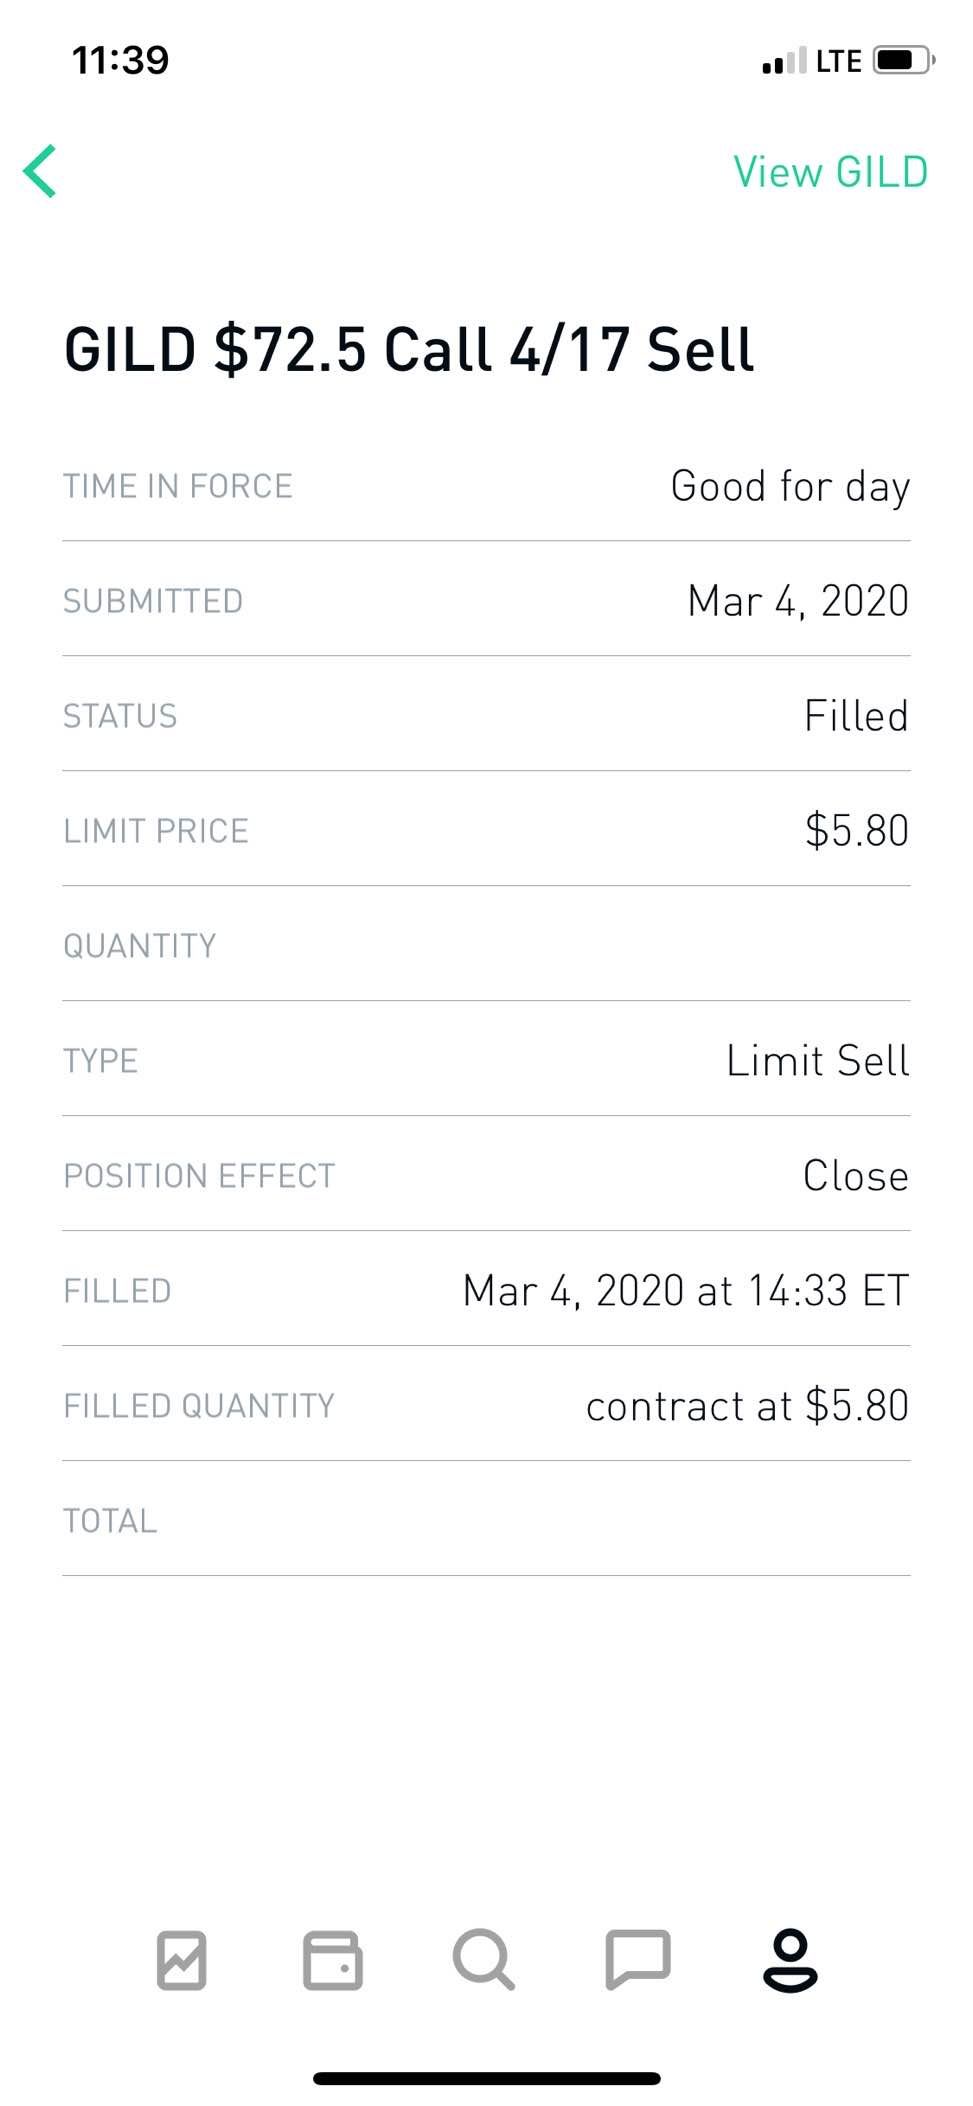 11:39
LTE
View GILD
GILD $72.5 Call 4/17 Sell
TIME IN FORCE Good for day
SUBMITTED Mar 4, 2020
STATUS Filled
LIMIT PRICE $5.80
QUANTITY
TYPE Limit Sell
POSITION EFFECT Close
FILLED Mar 4, 2020 at 14:33 ET
FILLED QUANTITY contract at $5.80
TOTAL